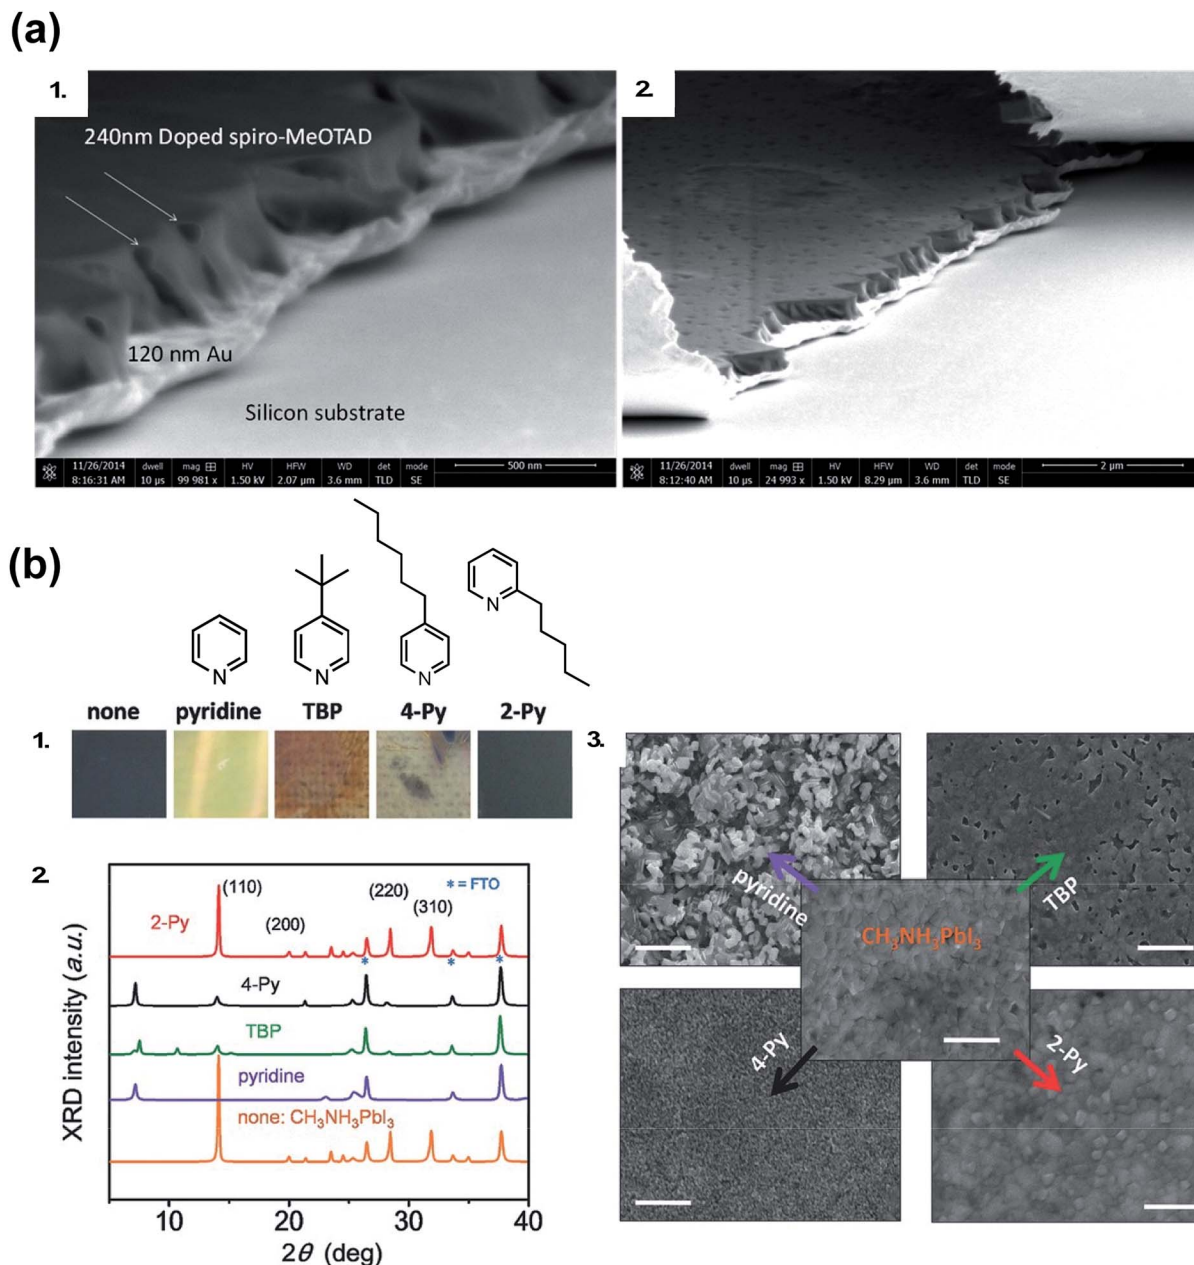 (a)
1.
240nm Doped spiro-MeOTAD
120 nm Au
Silicon substrate
11/26/2014 dwell mag HV HFW WD det mode
8:16:31 AM 10 µs 99 981 x 1.50 kV 2.07 µm 3.6 mm TLD SE
500 nm
2.
11/26/2014 dwell mag HV HFW WD det mode
8:12:40 AM 10 µs 24 993 x 1.50 kV 8.29 µm 3.6 mm TLD SE
2 µm
(b)
N
N
N
N
none pyridine TBP 4-Py 2-Py
1.
2.
(110)
(200)
(220)
(310)
* = FTO
2-Py
* * *
4-Py
TBP
pyridine
none: CH₃NH₃PbI₃
XRD intensity (a.u.)
10 20 30 40
2θ (deg)
3.
pyridine
TBP
CH₃NH₃PbI₃
4-Py
2-Py